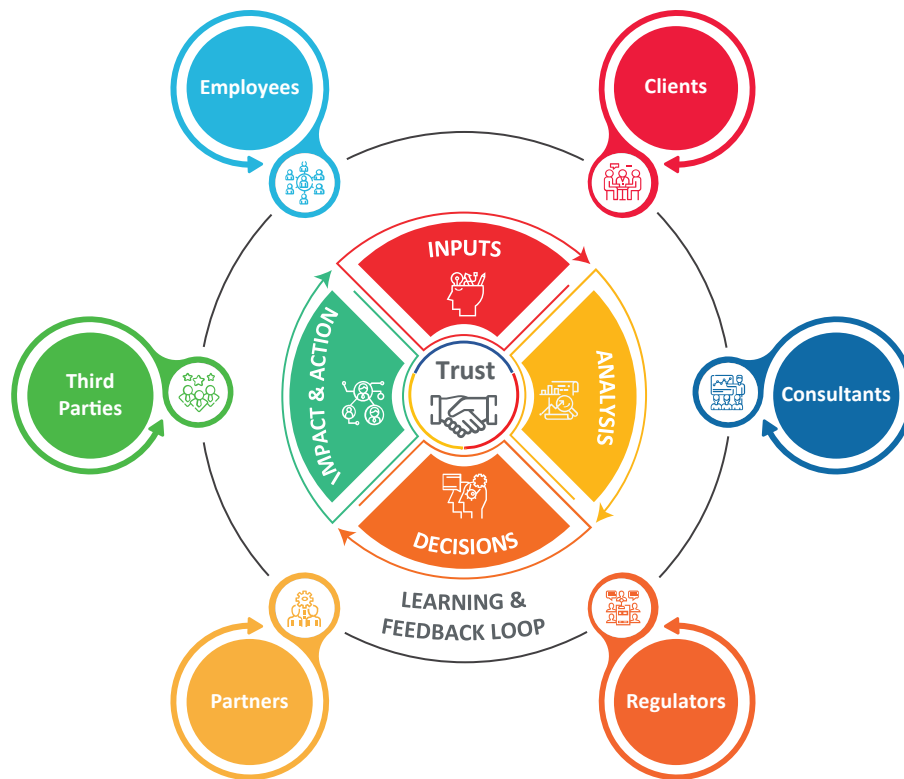 Employees
Clients
INPUTS
IMPACT & ACTION
Trust
ANALYSIS
Third
Parties
Consultants
DECISIONS
LEARNING &
FEEDBACK LOOP
Partners
Regulators